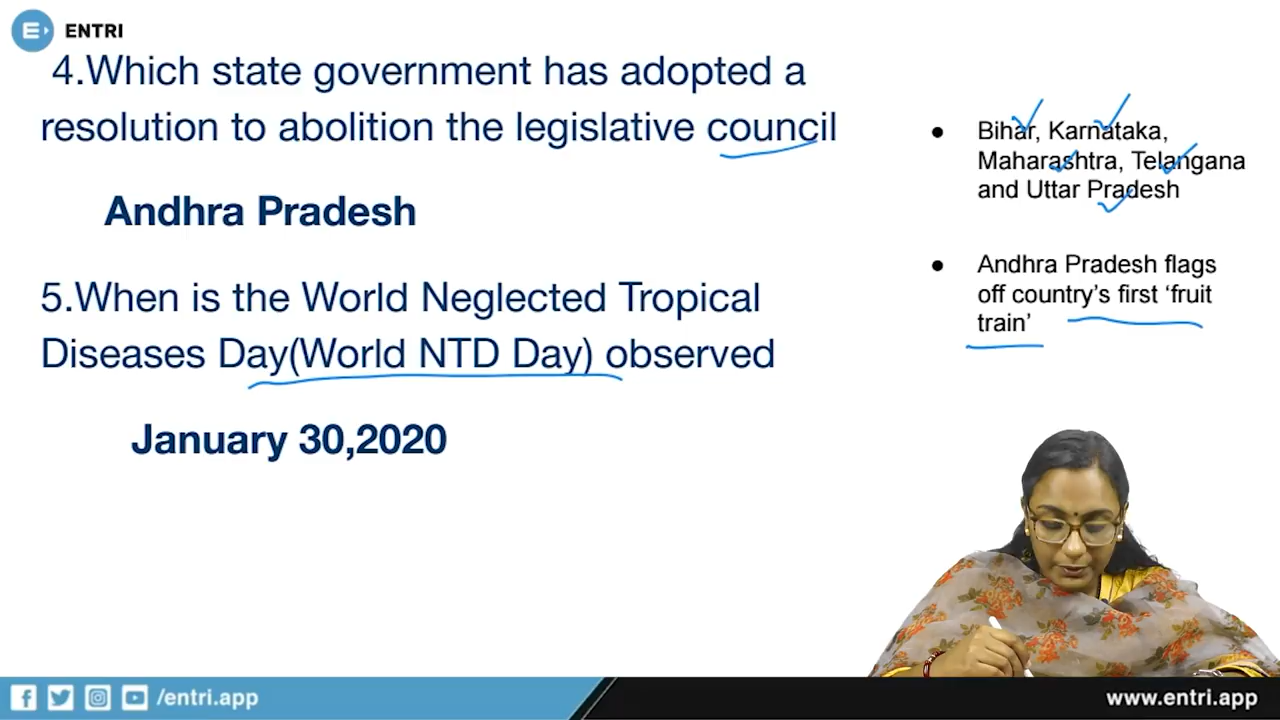 ENTRI
4.Which state government has adopted a
resolution to abolition the legislative council
Andhra Pradesh
5.When is the World Neglected Tropical
Diseases Day(World NTD Day) observed
January 30,2020
• Bihar, Karnataka,
Maharashtra, Telangana
and Uttar Pradesh
• Andhra Pradesh flags
off country’s first ‘fruit
train’
/entri.app
www.entri.app